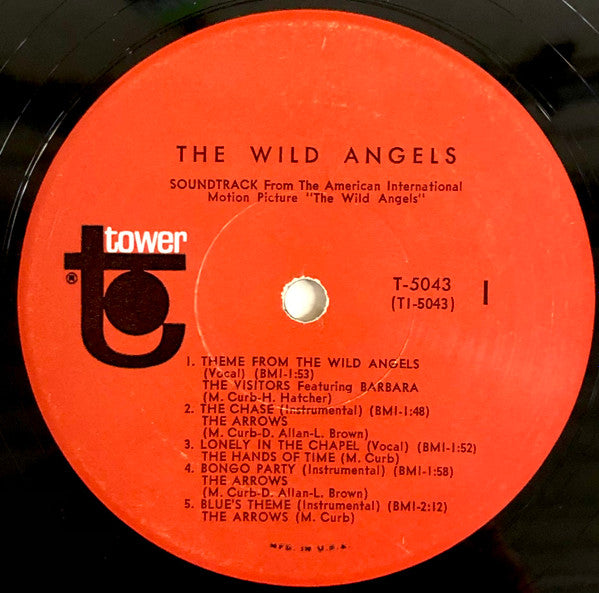 THE WILD ANGELS
SOUNDTRACK From The American International
Motion Picture "The Wild Angels"
tower
®
T-5043
(T1-5043)
I
1. THEME FROM THE WILD ANGELS
(Vocal) (BMI-1:53)
THE VISITORS Featuring BARBARA
(M. Curb-H. Hatcher)
2. THE CHASE (Instrumental) (BMI-1:48)
THE ARROWS
(M. Curb-D. Allan-L. Brown)
3. LONELY IN THE CHAPEL (Vocal) (BMI-1:52)
THE HANDS OF TIME (M. Curb)
4. BONGO PARTY (Instrumental) (BMI-1:58)
THE ARROWS
(M. Curb-D. Allan-L. Brown)
5. BLUE'S THEME (Instrumental) (BMI-2:12)
THE ARROWS (M. Curb)
MFD. IN U.S.A.